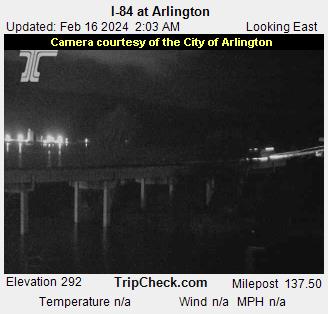 I-84 at Arlington
Updated: Feb 16 2024 2:03 AM Looking East
Camera courtesy of the City of Arlington
Elevation 292 TripCheck.com Milepost 137.50
Temperature n/a Wind n/a MPH n/a